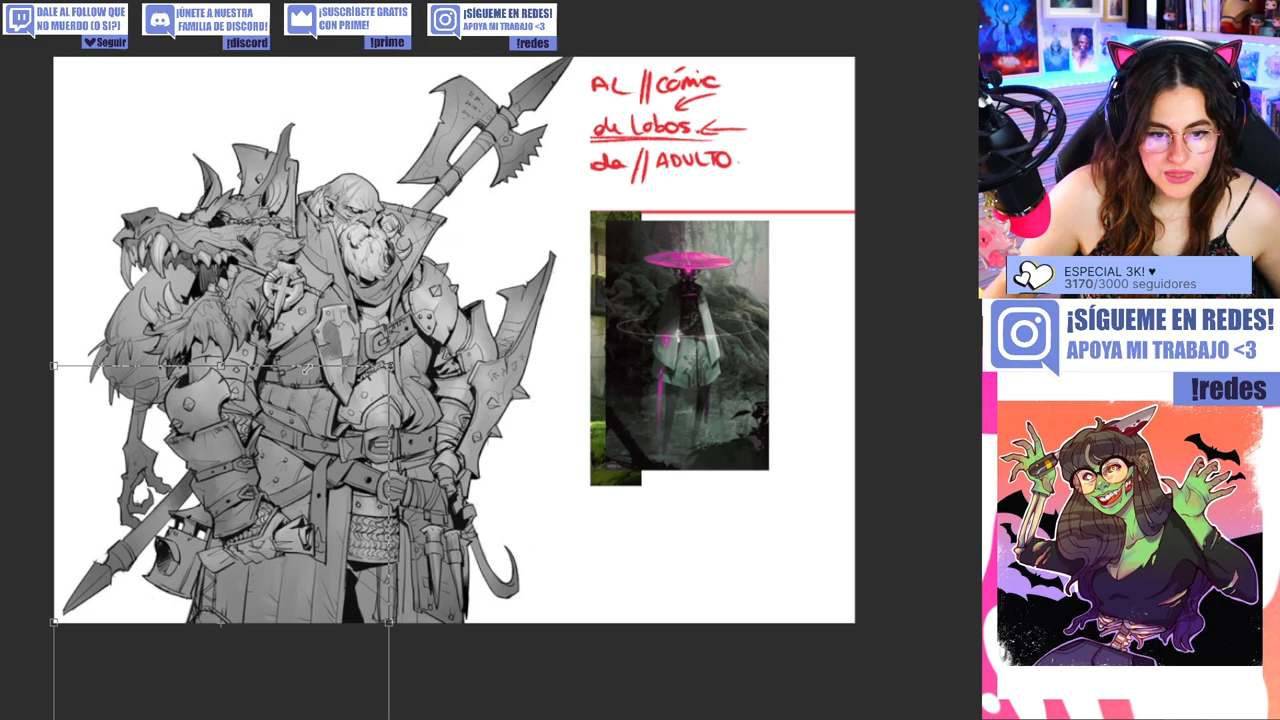 DALE AL FOLLOW QUE
NO MUERDO (O SI?)
Seguir
¡ÚNETE A NUESTRA
FAMILIA DE DISCORD!
!discord
¡SUSCRÍBETE GRATIS
CON PRIME!
!prime
¡SÍGUEME EN REDES!
APOYA MI TRABAJO <3
!redes
AL // CÓMIC
de Lobos.
da // ADULTO.
ESPECIAL 3K! ♥
3170/3000 seguidores
¡SÍGUEME EN REDES!
APOYA MI TRABAJO <3
!redes